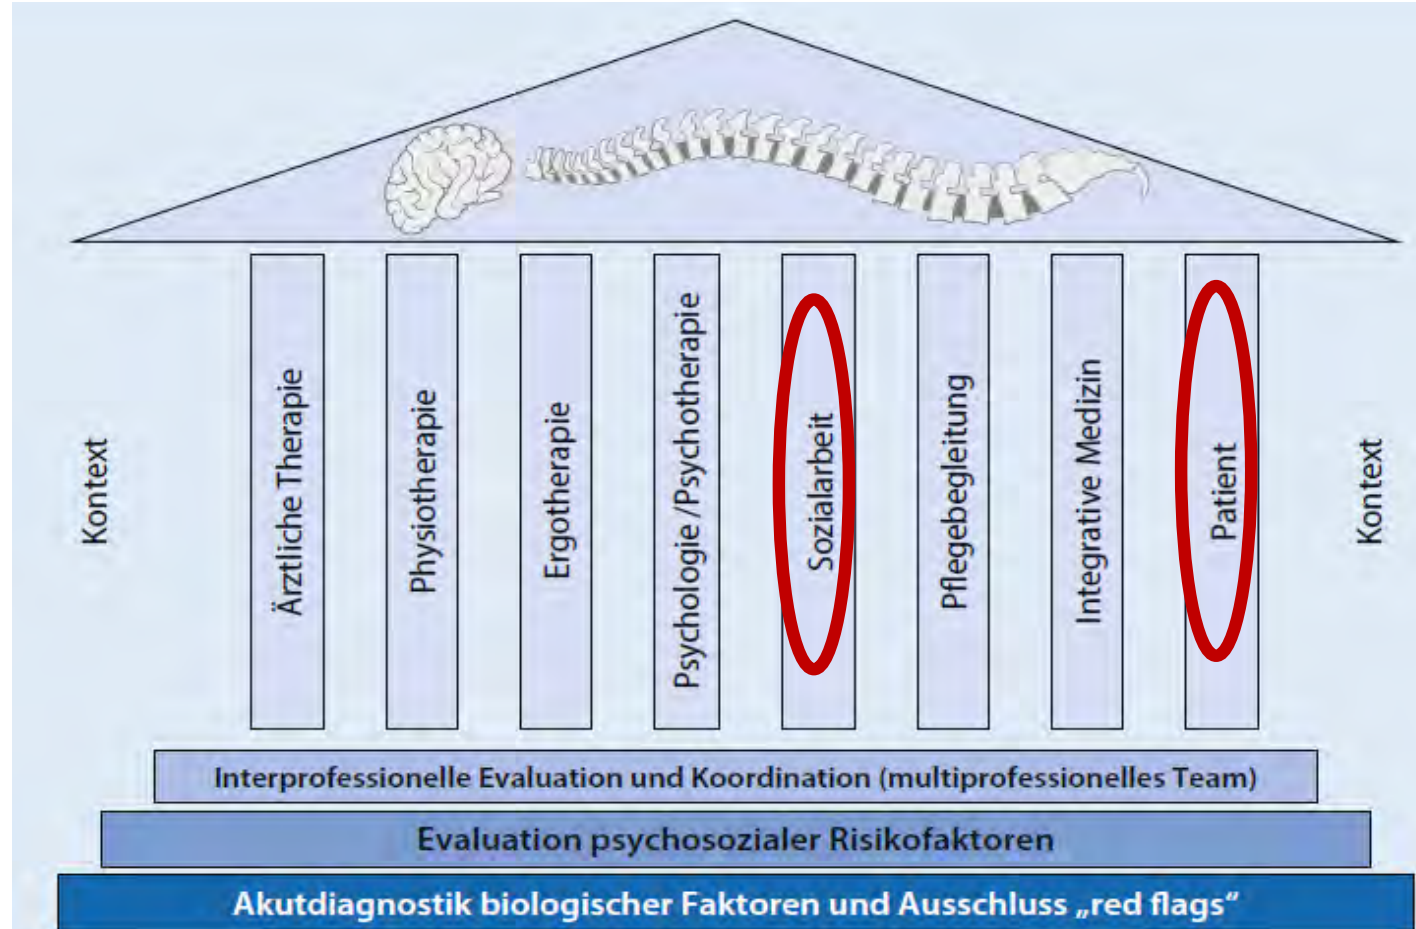 Kontext
Ärztliche Therapie
Physiotherapie
Ergotherapie
Psychologie /Psychotherapie
Sozialarbeit
Pflegebegleitung
Integrative Medizin
Patient
Kontext
Interprofessionelle Evaluation und Koordination (multiprofessionelles Team)
Evaluation psychosozialer Risikofaktoren
Akutdiagnostik biologischer Faktoren und Ausschluss „red flags“